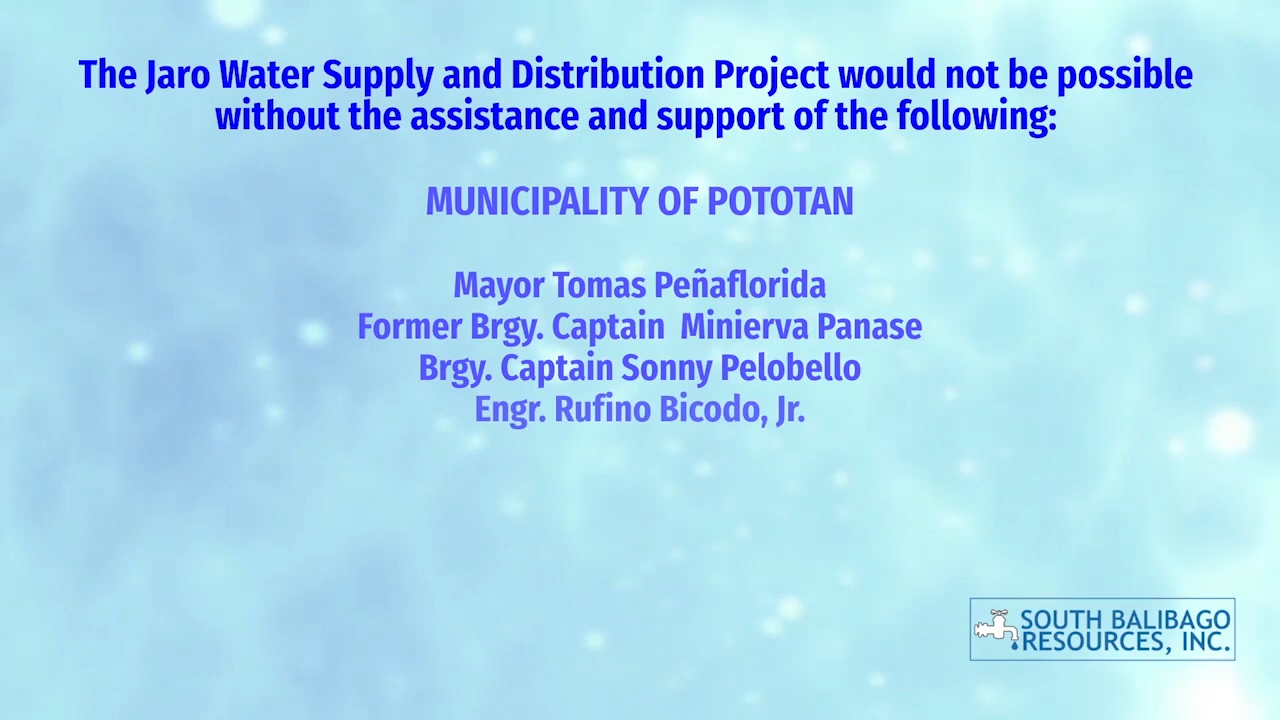 The Jaro Water Supply and Distribution Project would not be possible
without the assistance and support of the following:
MUNICIPALITY OF POTOTAN
Mayor Tomas Peñaflorida
Former Brgy. Captain  Minierva Panase
Brgy. Captain Sonny Pelobello
Engr. Rufino Bicodo, Jr.
SOUTH BALIBAGO
RESOURCES, INC.